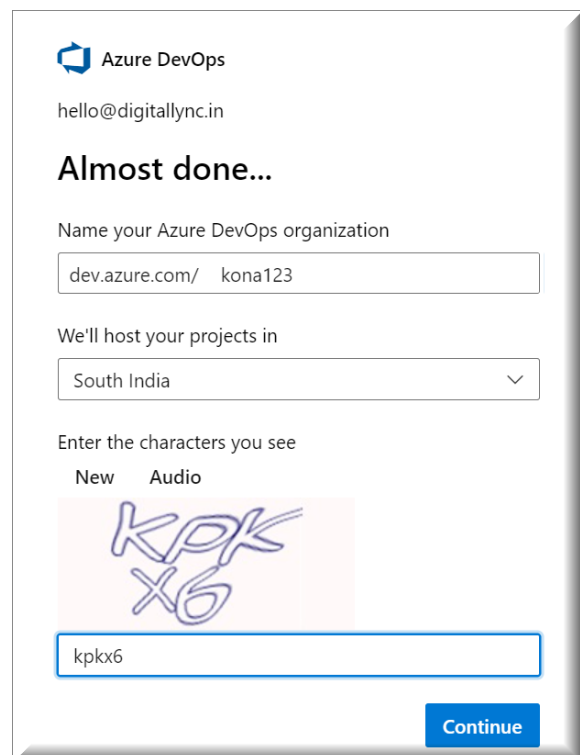 Azure DevOps
hello@digitallync.in
Almost done...
Name your Azure DevOps organization
dev.azure.com/ kona123
We'll host your projects in
South India
Enter the characters you see
New Audio
KPK
X6
kpkx6
Continue